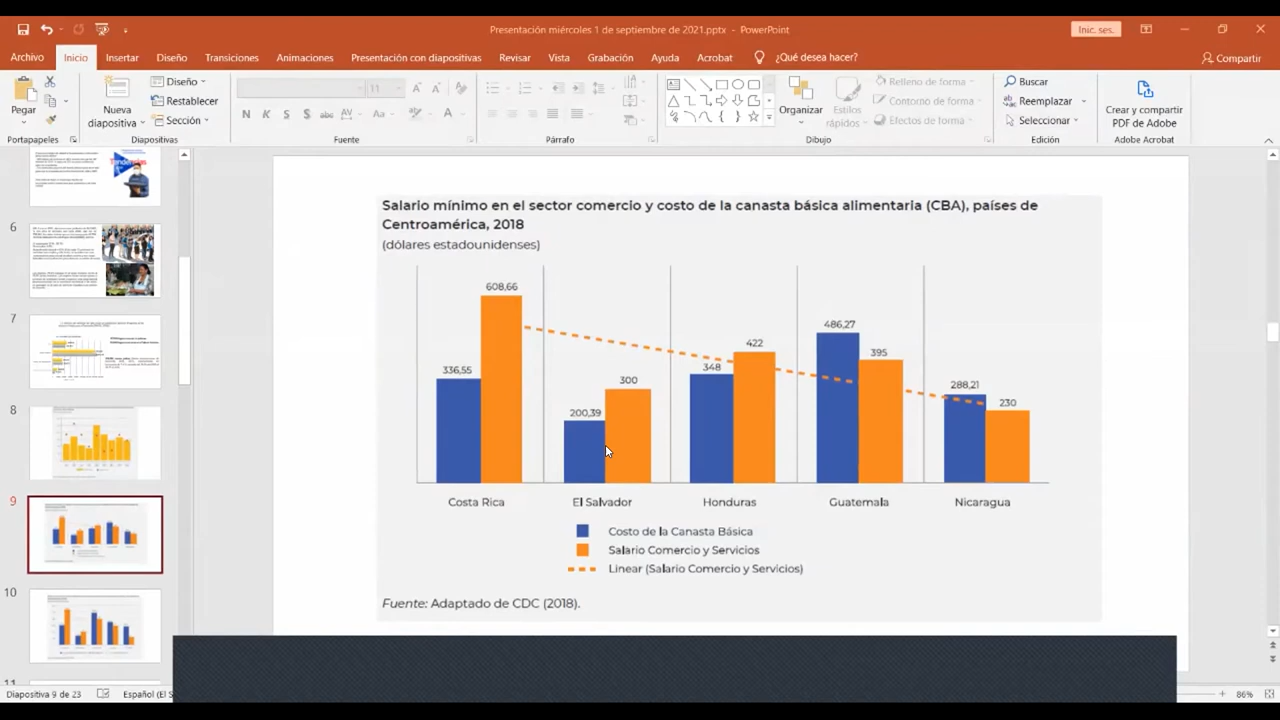 Presentación miércoles 1 de septiembre de 2021.pptx - PowerPoint
Inic. ses.
Archivo Inicio Insertar Diseño Transiciones Animaciones Presentación con diapositivas Revisar Vista Grabación Ayuda Acrobat ¿Qué desea hacer? Compartir
Pegar
Nueva
diapositiva
Diseño
Restablecer
Sección
11
N K S S abc AV Aa A
Organizar
Estilos
rápidos
Relleno de forma
Contorno de forma
Efectos de forma
Buscar
Reemplazar
Seleccionar
Crear y compartir
PDF de Adobe
Portapapeles Diapositivas Fuente Párrafo Dibujo Edición Adobe Acrobat
Tendencias
6
7
8
9
10
11
Salario mínimo en el sector comercio y costo de la canasta básica alimentaria (CBA), países de
Centroamérica, 2018
(dólares estadounidenses)
608,66
336,55
300
200,39
422
348
486,27
395
288,21
230
Costa Rica El Salvador Honduras Guatemala Nicaragua
Costo de la Canasta Básica
Salario Comercio y Servicios
Linear (Salario Comercio y Servicios)
Fuente: Adaptado de CDC (2018).
Diapositiva 9 de 23 Español (El S
86%